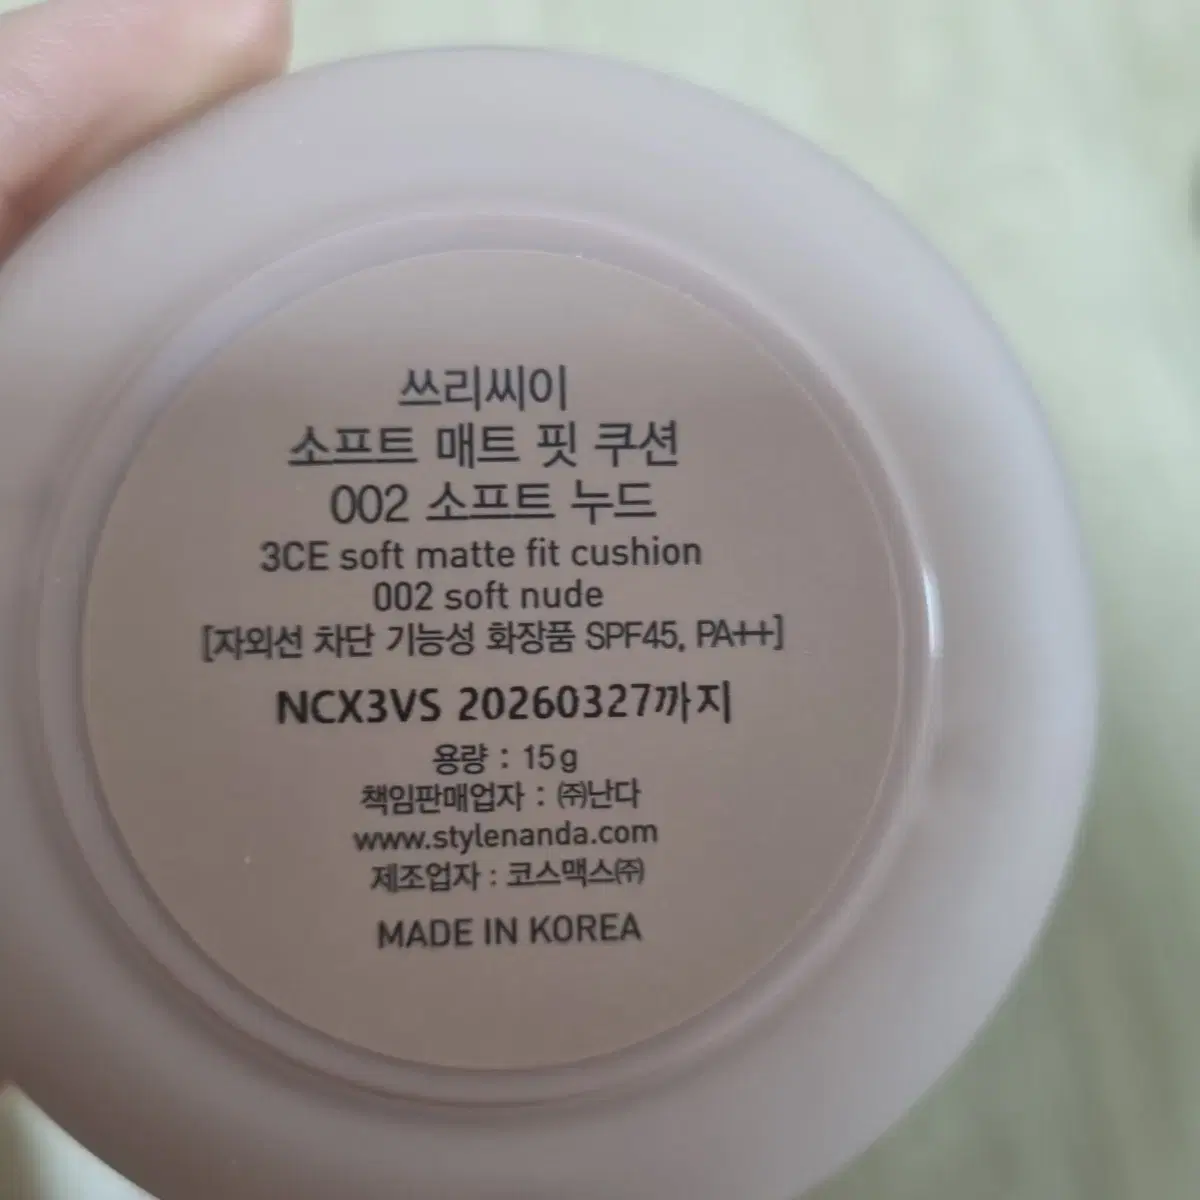 쓰리씨이
소프트 매트 핏 쿠션
002 소프트 누드
3CE soft matte fit cushion
002 soft nude
[자외선 차단 기능성 화장품 SPF45, PA++]
NCX3VS 20260327까지
용량 : 15g
책임판매업자 : ㈜난다
www.stylenanda.com
제조업자 : 코스맥스㈜
MADE IN KOREA